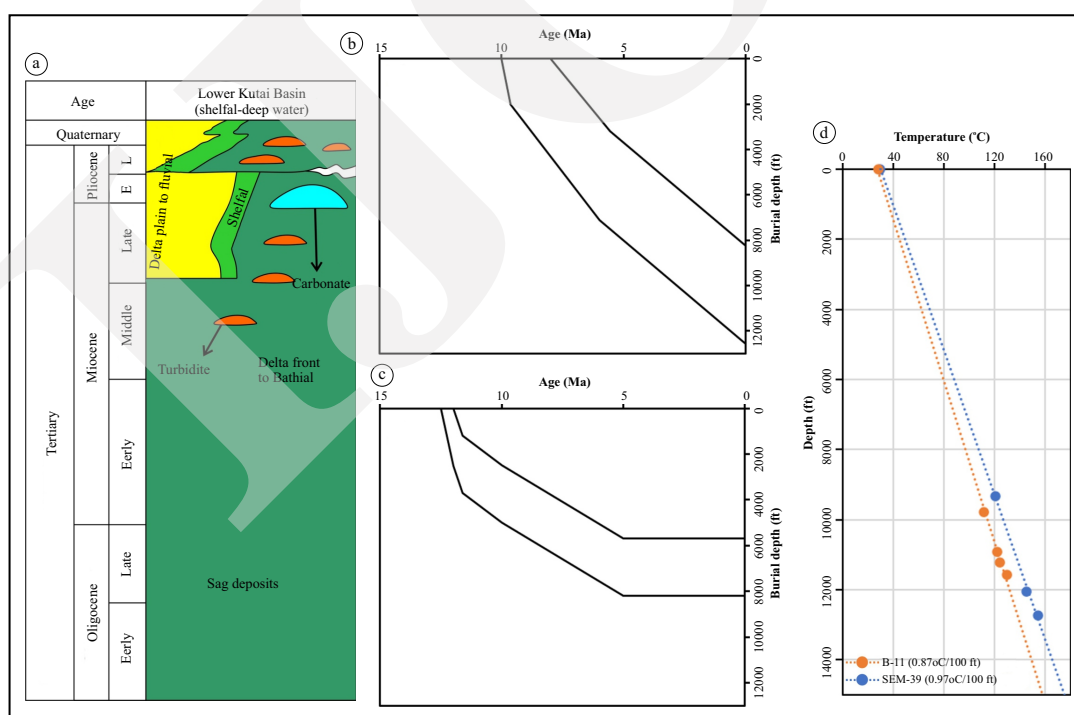 a
Age
Lower Kutai Basin
(shelfal-deep water)
Quaternary
Tertiary
Pliocene
L
E
Miocene
Late
Middle
Eerly
Oligocene
Late
Eerly
Delta plain to fluvial
Shelfal
Carbonate
Turbidite
Delta front
to Bathial
Sag deposits
b
Age (Ma)
15 10 5 0
0
2000
4000
6000
8000
10000
12000
Burial depth (ft)
c
Age (Ma)
15 10 5 0
0
2000
4000
6000
8000
10000
12000
Burial depth (ft)
d
Temperature (°C)
0 40 80 120 160
0
2000
4000
6000
8000
10000
12000
14000
Depth (ft)
B-11 (0.87oC/100 ft)
SEM-39 (0.97oC/100 ft)